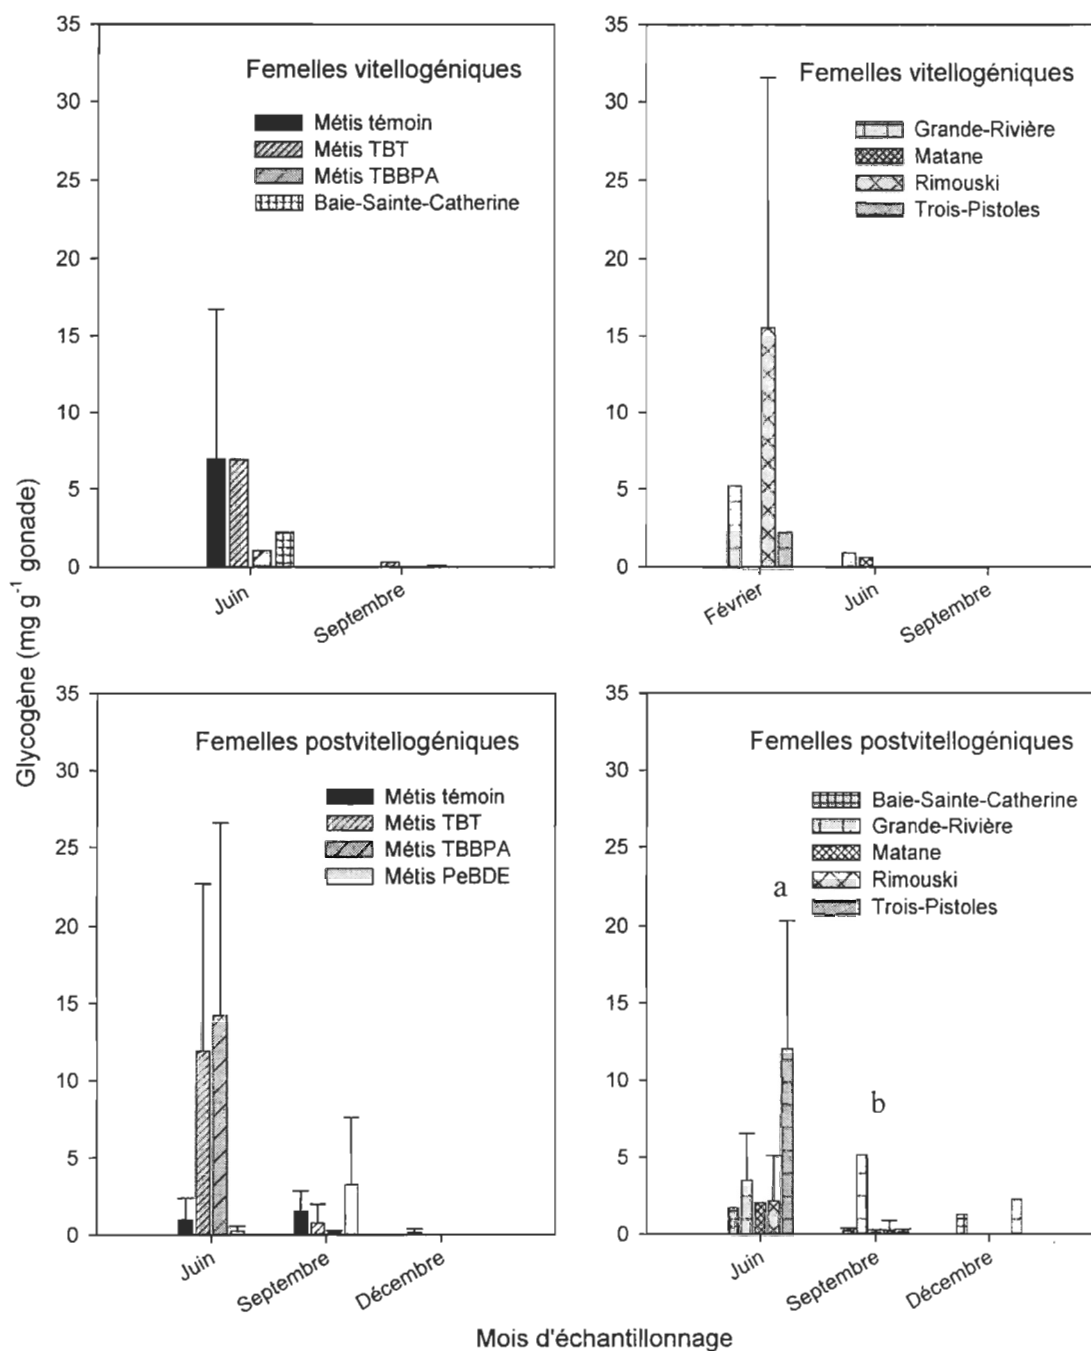 Glycogène (mg g⁻¹ gonade)
35
30
25
20
15
10
5
0
Femelles vitellogéniques
Métis témoin
Métis TBT
Métis TBBPA
Baie-Sainte-Catherine
Juin
Septembre
35
30
25
20
15
10
5
0
Femelles vitellogéniques
Grande-Rivière
Matane
Rimouski
Trois-Pistoles
Février
Juin
Septembre
35
30
25
20
15
10
5
0
Femelles postvitellogéniques
Métis témoin
Métis TBT
Métis TBBPA
Métis PeBDE
Juin
Septembre
Décembre
35
30
25
20
15
10
5
0
Femelles postvitellogéniques
Baie-Sainte-Catherine
Grande-Rivière
Matane
Rimouski
Trois-Pistoles
a
b
Juin
Septembre
Décembre
Mois d'échantillonnage